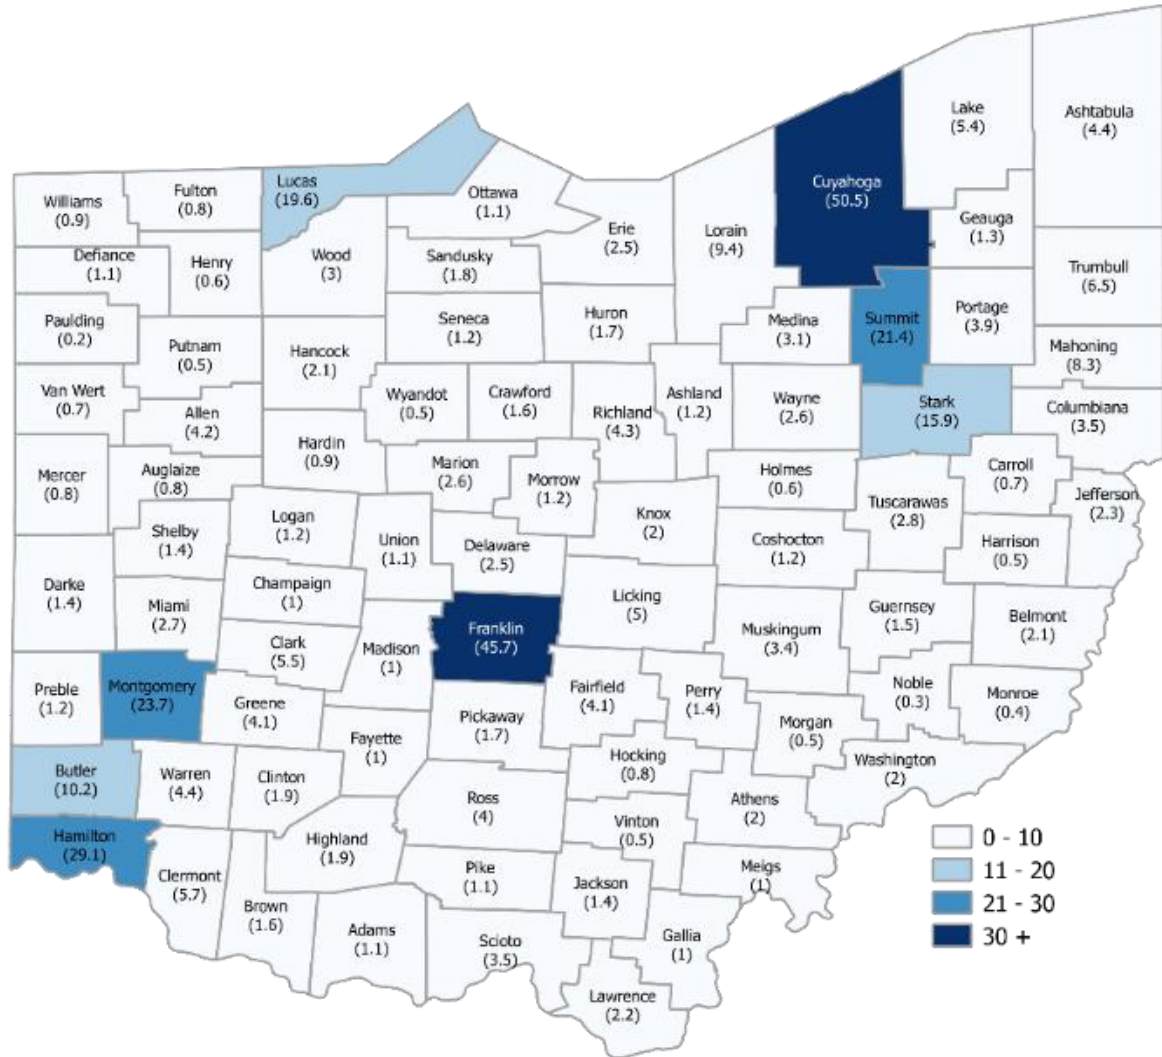 Lake
(5.4)
Ashtabula
(4.4)
Cuyahoga
(50.5)
Williams
(0.9)
Fulton
(0.8)
Lucas
(19.6)
Ottawa
(1.1)
Erie
(2.5)
Lorain
(9.4)
Geauga
(1.3)
Defiance
(1.1)
Henry
(0.6)
Wood
(3)
Sandusky
(1.8)
Trumbull
(6.5)
Paulding
(0.2)
Putnam
(0.5)
Hancock
(2.1)
Seneca
(1.2)
Huron
(1.7)
Medina
(3.1)
Summit
(21.4)
Portage
(3.9)
Mahoning
(8.3)
Van Wert
(0.7)
Allen
(4.2)
Wyandot
(0.5)
Crawford
(1.6)
Richland
(4.3)
Ashland
(1.2)
Wayne
(2.6)
Stark
(15.9)
Columbiana
(3.5)
Mercer
(0.8)
Auglaize
(0.8)
Hardin
(0.9)
Marion
(2.6)
Morrow
(1.2)
Holmes
(0.6)
Tuscarawas
(2.8)
Carroll
(0.7)
Jefferson
(2.3)
Shelby
(1.4)
Logan
(1.2)
Union
(1.1)
Delaware
(2.5)
Knox
(2)
Coshocton
(1.2)
Harrison
(0.5)
Darke
(1.4)
Miami
(2.7)
Champaign
(1)
Clark
(5.5)
Madison
(1)
Franklin
(45.7)
Licking
(5)
Muskingum
(3.4)
Guernsey
(1.5)
Belmont
(2.1)
Preble
(1.2)
Montgomery
(23.7)
Greene
(4.1)
Fayette
(1)
Pickaway
(1.7)
Fairfield
(4.1)
Perry
(1.4)
Morgan
(0.5)
Noble
(0.3)
Monroe
(0.4)
Butler
(10.2)
Warren
(4.4)
Clinton
(1.9)
Ross
(4)
Hocking
(0.8)
Athens
(2)
Washington
(2)
Hamilton
(29.1)
Clermont
(5.7)
Highland
(1.9)
Pike
(1.1)
Vinton
(0.5)
Jackson
(1.4)
Meigs
(1)
Brown
(1.6)
Adams
(1.1)
Scioto
(3.5)
Gallia
(1)
Lawrence
(2.2)
0 - 10
11 - 20
21 - 30
30 +